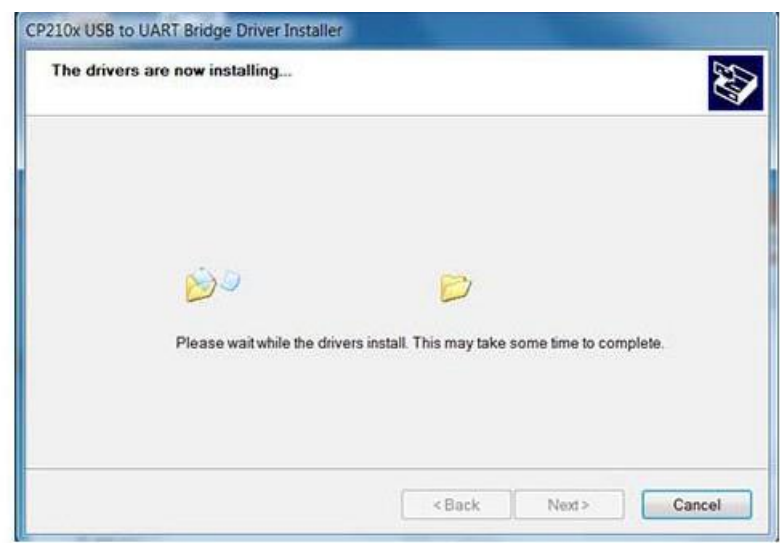 CP210x USB to UART Bridge Driver Installer
The drivers are now installing...
Please wait while the drivers install. This may take some time to complete.
< Back Next > Cancel